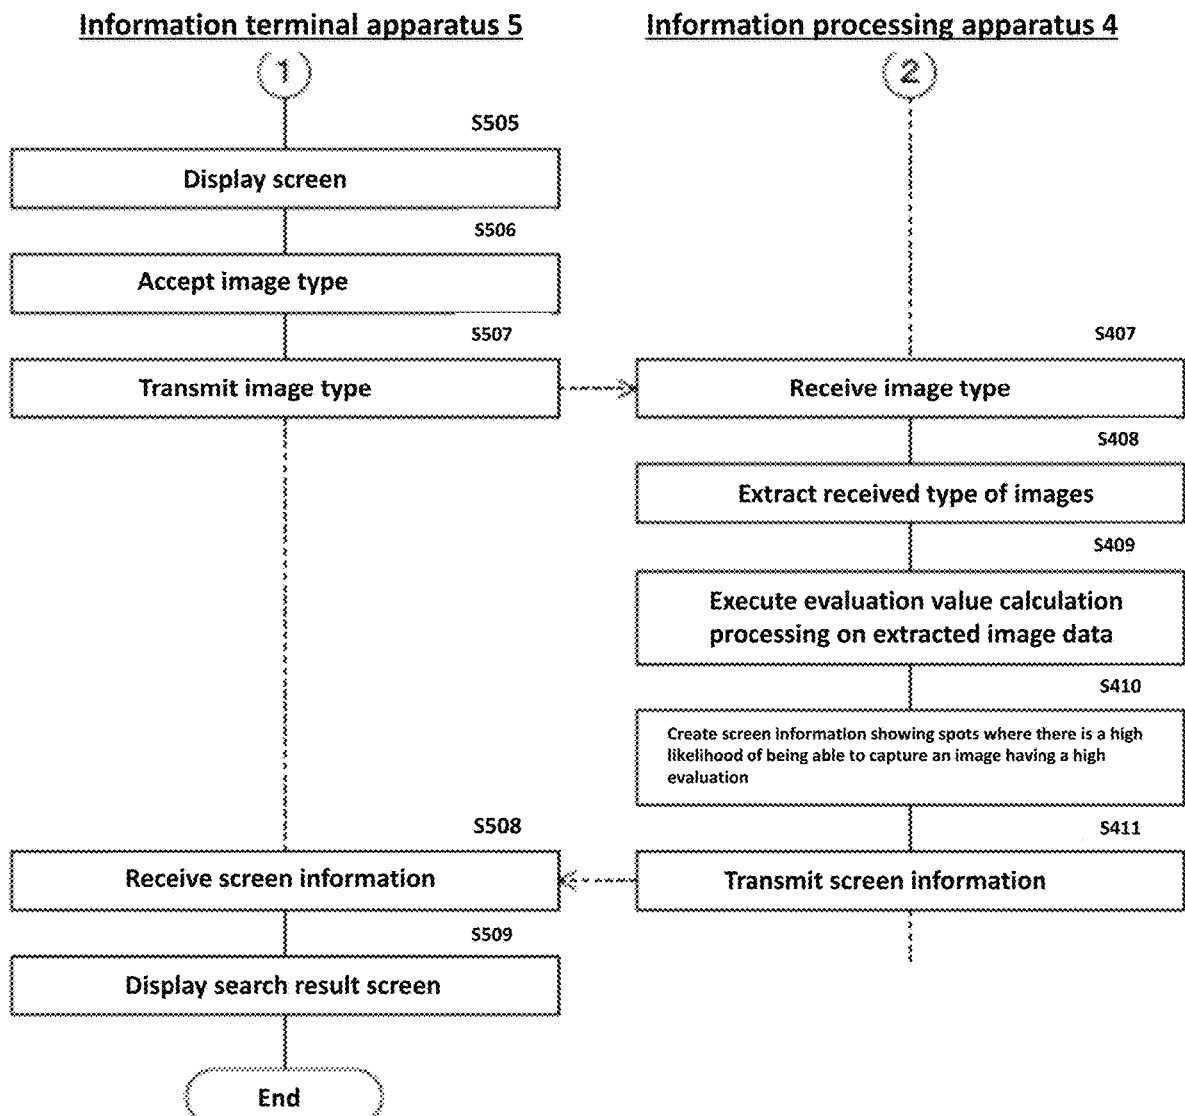 Information terminal apparatus 5
Information processing apparatus 4
1
2
S505
Display screen
S506
Accept image type
S507
Transmit image type
S407
Receive image type
S408
Extract received type of images
S409
Execute evaluation value calculation
processing on extracted image data
S410
Create screen information showing spots where there is a high
likelihood of being able to capture an image having a high
evaluation
S411
Transmit screen information
S508
Receive screen information
S509
Display search result screen
End